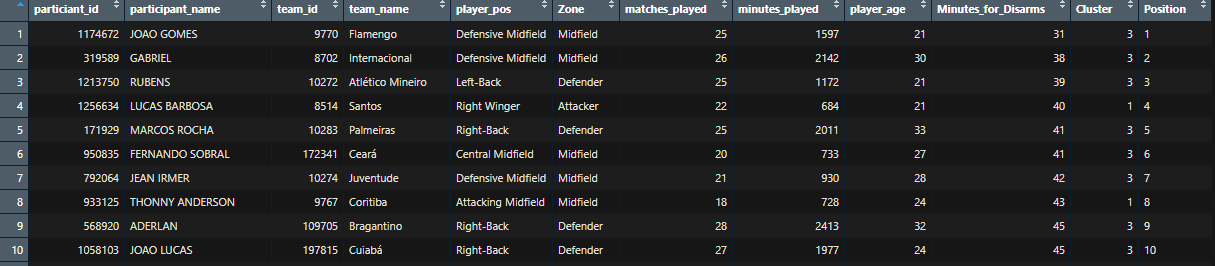 particiant_id participant_name team_id team_name player_pos Zone matches_played minutes_played player_age Minutes_for_Disarms Cluster Position
1 1174672 JOAO GOMES 9770 Flamengo Defensive Midfield Midfield 25 1597 21 31 3 1
2 319589 GABRIEL 8702 Internacional Defensive Midfield Midfield 26 2142 30 38 3 2
3 1213750 RUBENS 10272 Atlético Mineiro Left-Back Defender 25 1172 21 39 3 3
4 1256634 LUCAS BARBOSA 8514 Santos Right Winger Attacker 22 684 21 40 1 4
5 171929 MARCOS ROCHA 10283 Palmeiras Right-Back Defender 25 2011 33 41 3 5
6 950835 FERNANDO SOBRAL 172341 Ceará Central Midfield Midfield 20 733 27 41 3 6
7 792064 JEAN IRMER 10274 Juventude Defensive Midfield Midfield 21 930 28 42 3 7
8 933125 THONNY ANDERSON 9767 Coritiba Attacking Midfield Midfield 18 728 24 43 1 8
9 568920 ADERLAN 109705 Bragantino Right-Back Defender 28 2413 32 45 3 9
10 1058103 JOAO LUCAS 197815 Cuiabá Right-Back Defender 27 1977 24 45 3 10